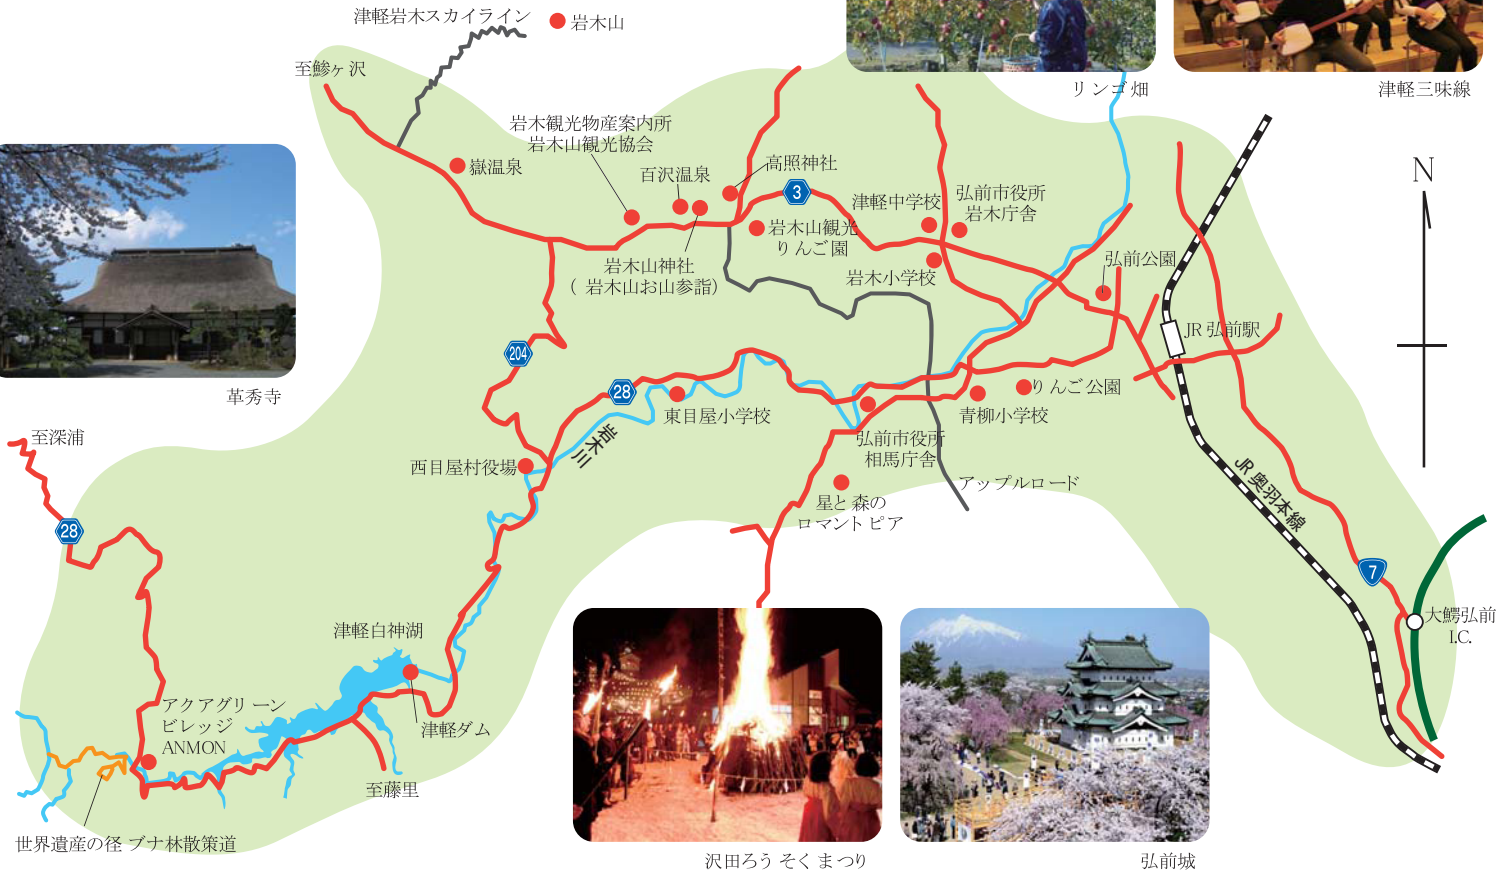 津軽岩木スカイライン
岩木山
至鰺ヶ沢
リンゴ畑
津軽三味線
岩木観光物産案内所
岩木山観光協会
嶽温泉
百沢温泉
高照神社
3
津軽中学校
弘前市役所
岩木庁舎
岩木山観光
りんご園
岩木山神社
(岩木山お山参詣)
岩木小学校
弘前公園
N
JR弘前駅
204
28
革秀寺
東目屋小学校
りんご公園
青柳小学校
至深浦
岩木川
弘前市役所
相馬庁舎
西目屋村役場
アップルロード
JR奥羽本線
星と森の
ロマントピア
28
7
大鰐弘前
I.C.
津軽白神湖
アクアグリーン
ビレッジ
ANMON
津軽ダム
至藤里
世界遺産の径 ブナ林散策道
沢田ろうそくまつり
弘前城